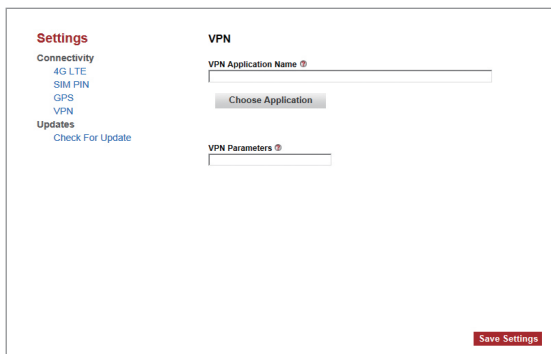 Settings
Connectivity
4G LTE
SIM PIN
GPS
VPN
Updates
Check For Update
VPN
VPN Application Name
Choose Application
VPN Parameters
Save Settings